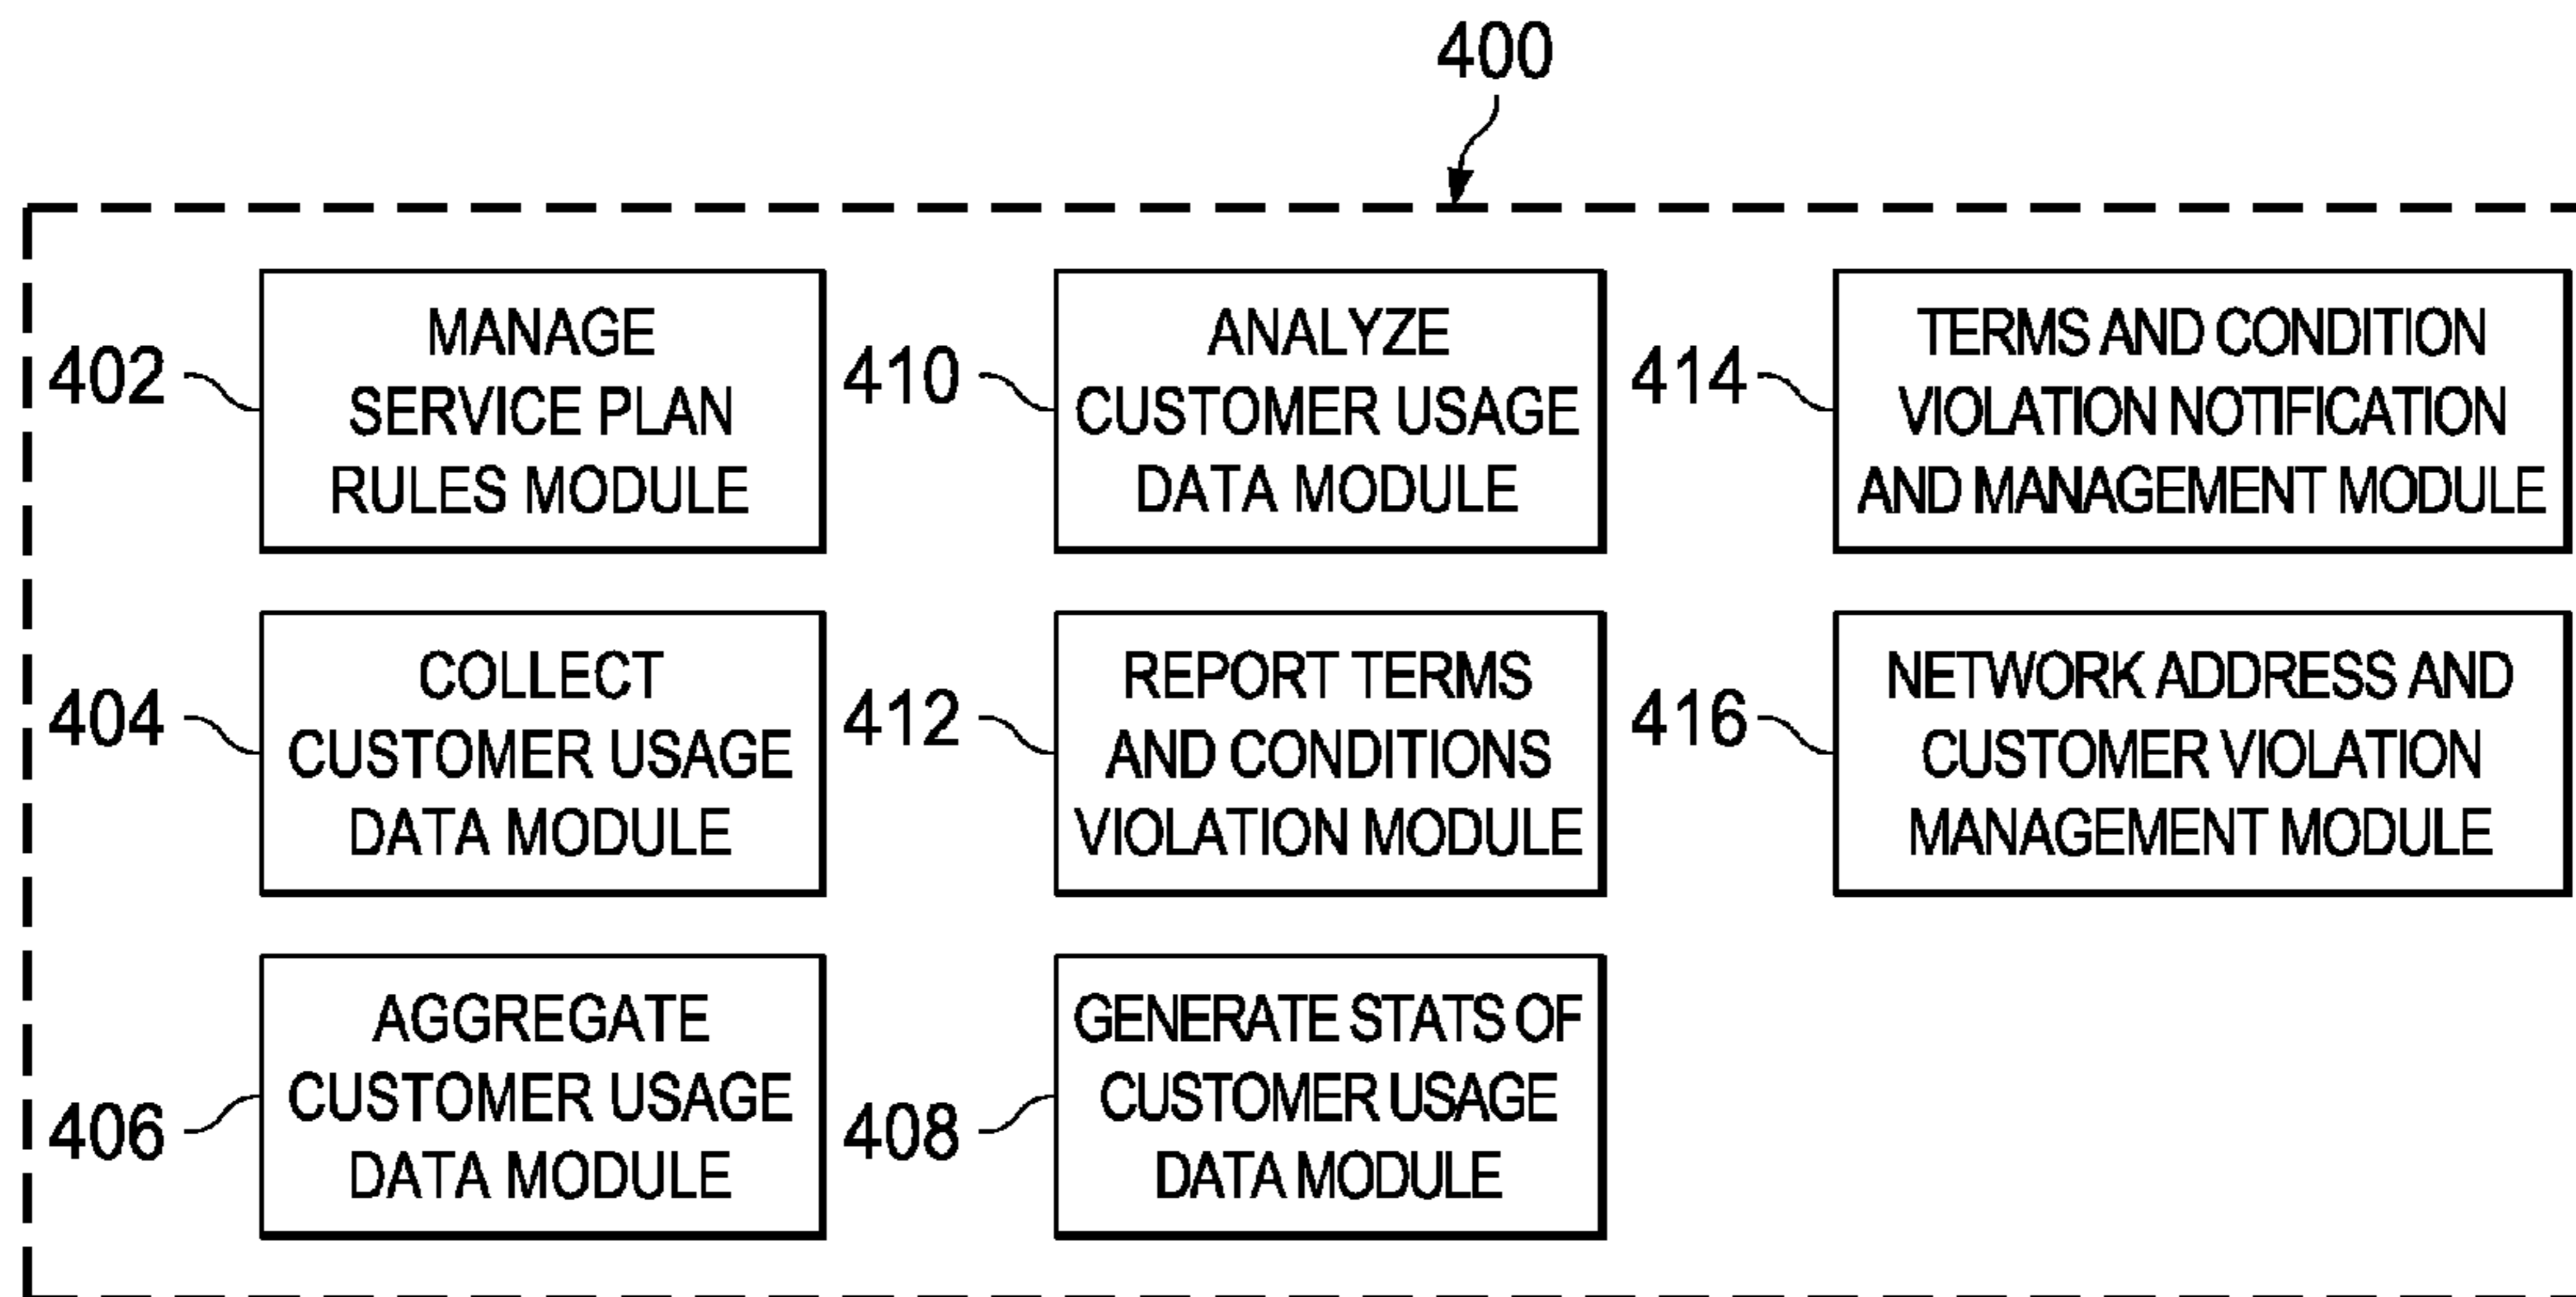 400
402
MANAGE
SERVICE PLAN
RULES MODULE
410
ANALYZE
CUSTOMER USAGE
DATA MODULE
414
TERMS AND CONDITION
VIOLATION NOTIFICATION
AND MANAGEMENT MODULE
404
COLLECT
CUSTOMER USAGE
DATA MODULE
412
REPORT TERMS
AND CONDITIONS
VIOLATION MODULE
416
NETWORK ADDRESS AND
CUSTOMER VIOLATION
MANAGEMENT MODULE
406
AGGREGATE
CUSTOMER USAGE
DATA MODULE
408
GENERATE STATS OF
CUSTOMER USAGE
DATA MODULE